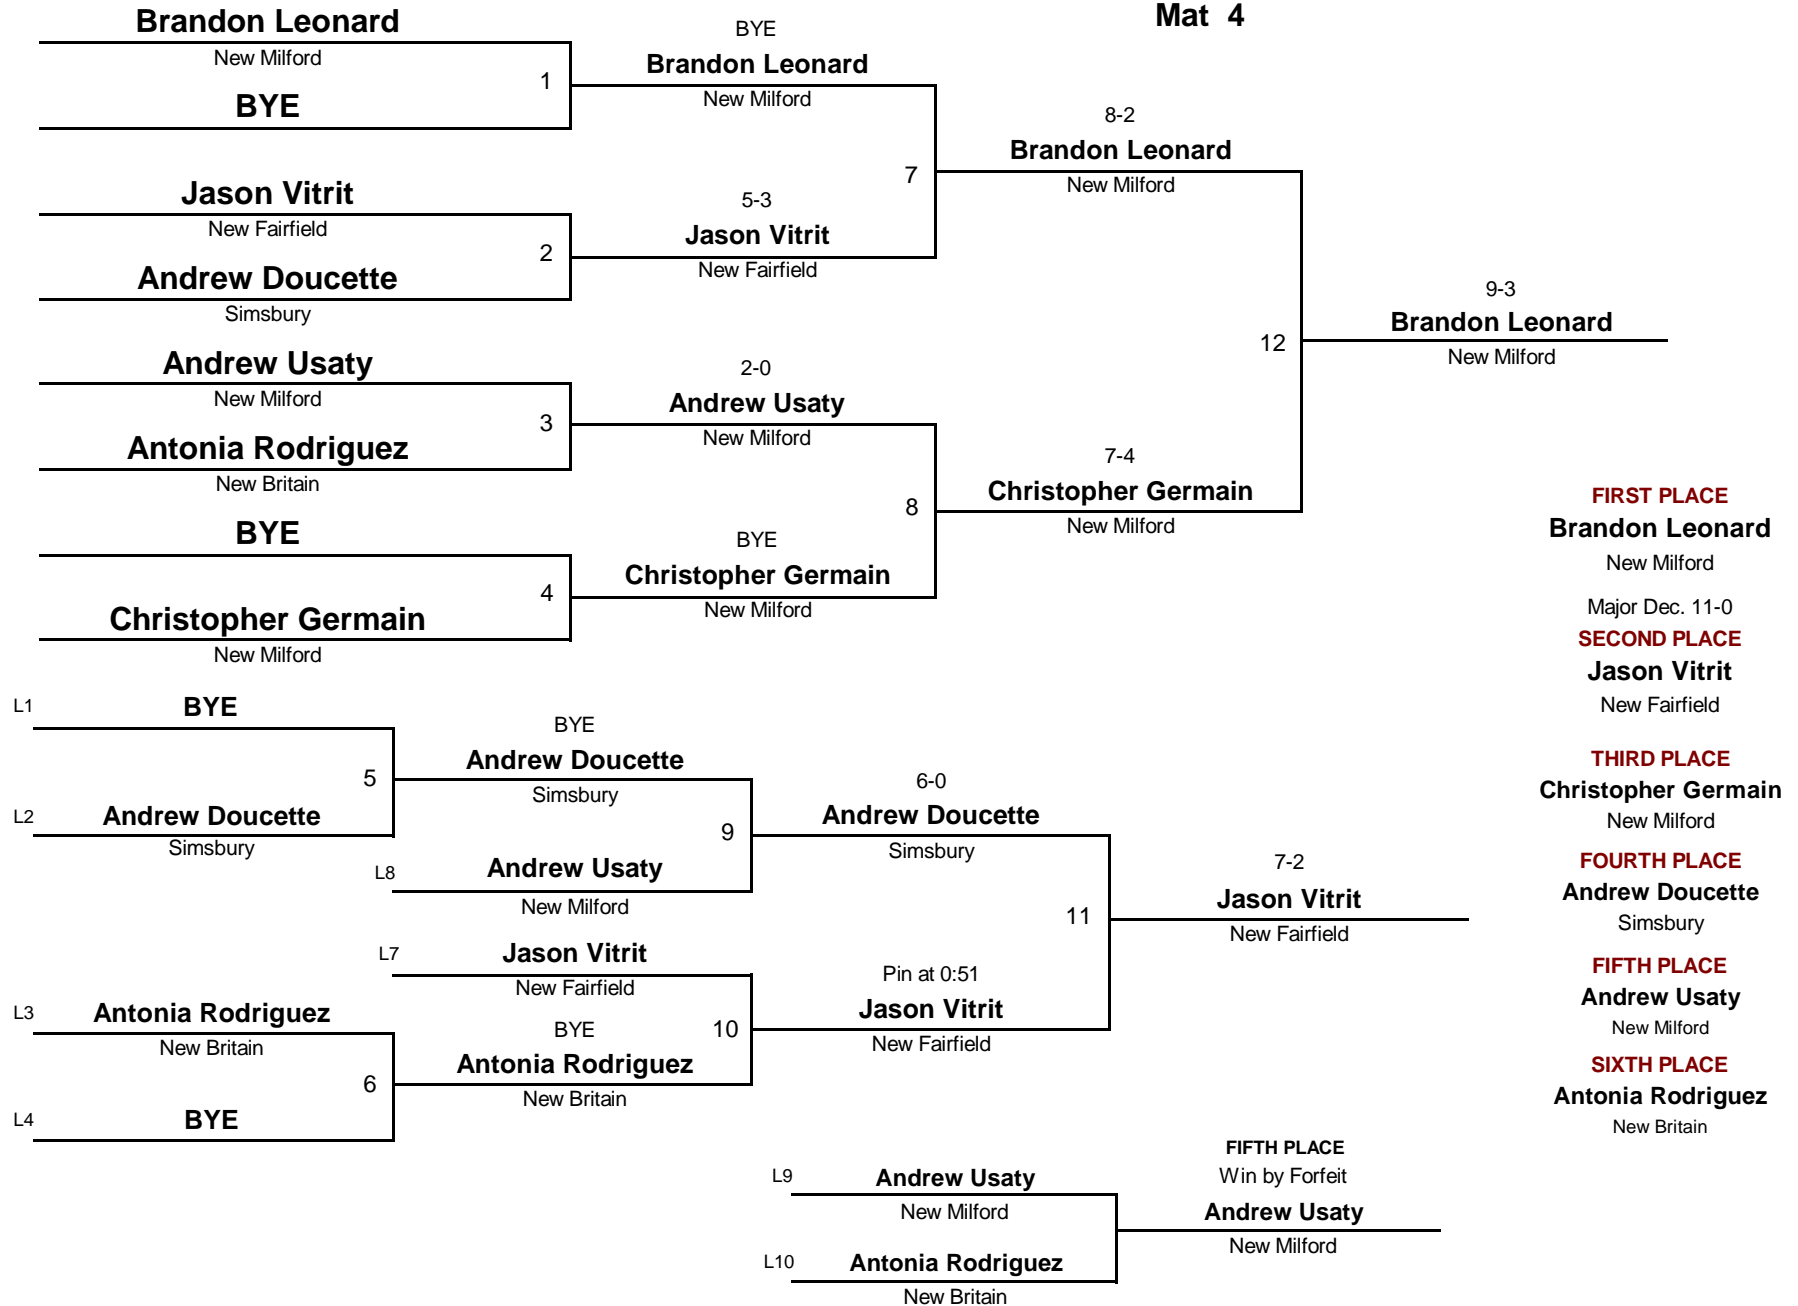 Mat 4
Brandon Leonard
New Milford
1
BYE
BYE
Brandon Leonard
New Milford
Jason Vitrit
New Fairfield
2
Andrew Doucette
Simsbury
5-3
Jason Vitrit
New Fairfield
7
8-2
Brandon Leonard
New Milford
Andrew Usaty
New Milford
3
Antonia Rodriguez
New Britain
2-0
Andrew Usaty
New Milford
BYE
4
Christopher Germain
New Milford
BYE
Christopher Germain
New Milford
8
7-4
Christopher Germain
New Milford
12
9-3
Brandon Leonard
New Milford
L1
BYE
5
L2
Andrew Doucette
Simsbury
BYE
Andrew Doucette
Simsbury
9
L8
Andrew Usaty
New Milford
6-0
Andrew Doucette
Simsbury
L7
Jason Vitrit
New Fairfield
L3
Antonia Rodriguez
New Britain
6
L4
BYE
BYE
Antonia Rodriguez
New Britain
10
Pin at 0:51
Jason Vitrit
New Fairfield
11
7-2
Jason Vitrit
New Fairfield
L9
Andrew Usaty
New Milford
L10
Antonia Rodriguez
New Britain
FIFTH PLACE
Win by Forfeit
Andrew Usaty
New Milford
FIRST PLACE
Brandon Leonard
New Milford
Major Dec. 11-0
SECOND PLACE
Jason Vitrit
New Fairfield
THIRD PLACE
Christopher Germain
New Milford
FOURTH PLACE
Andrew Doucette
Simsbury
FIFTH PLACE
Andrew Usaty
New Milford
SIXTH PLACE
Antonia Rodriguez
New Britain